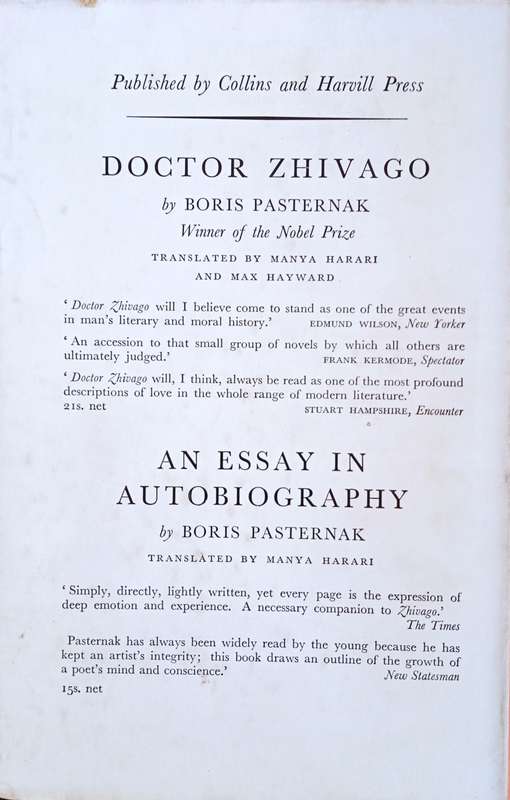 Published by Collins and Harvill Press
DOCTOR ZHIVAGO
by BORIS PASTERNAK
Winner of the Nobel Prize
TRANSLATED BY MANYA HARARI
AND MAX HAYWARD
‘ Doctor Zhivago will I believe come to stand as one of the great events
in man’s literary and moral history.’ EDMUND WILSON, New Yorker
‘ An accession to that small group of novels by which all others are
ultimately judged.’ FRANK KERMODE, Spectator
‘ Doctor Zhivago will, I think, always be read as one of the most profound
descriptions of love in the whole range of modern literature.’
21s. net STUART HAMPSHIRE, Encounter
AN ESSAY IN
AUTOBIOGRAPHY
by BORIS PASTERNAK
TRANSLATED BY MANYA HARARI
‘ Simply, directly, lightly written, yet every page is the expression of
deep emotion and experience. A necessary companion to Zhivago.’
The Times
Pasternak has always been widely read by the young because he has
kept an artist’s integrity; this book draws an outline of the growth of
a poet’s mind and conscience.’ New Statesman
15s. net